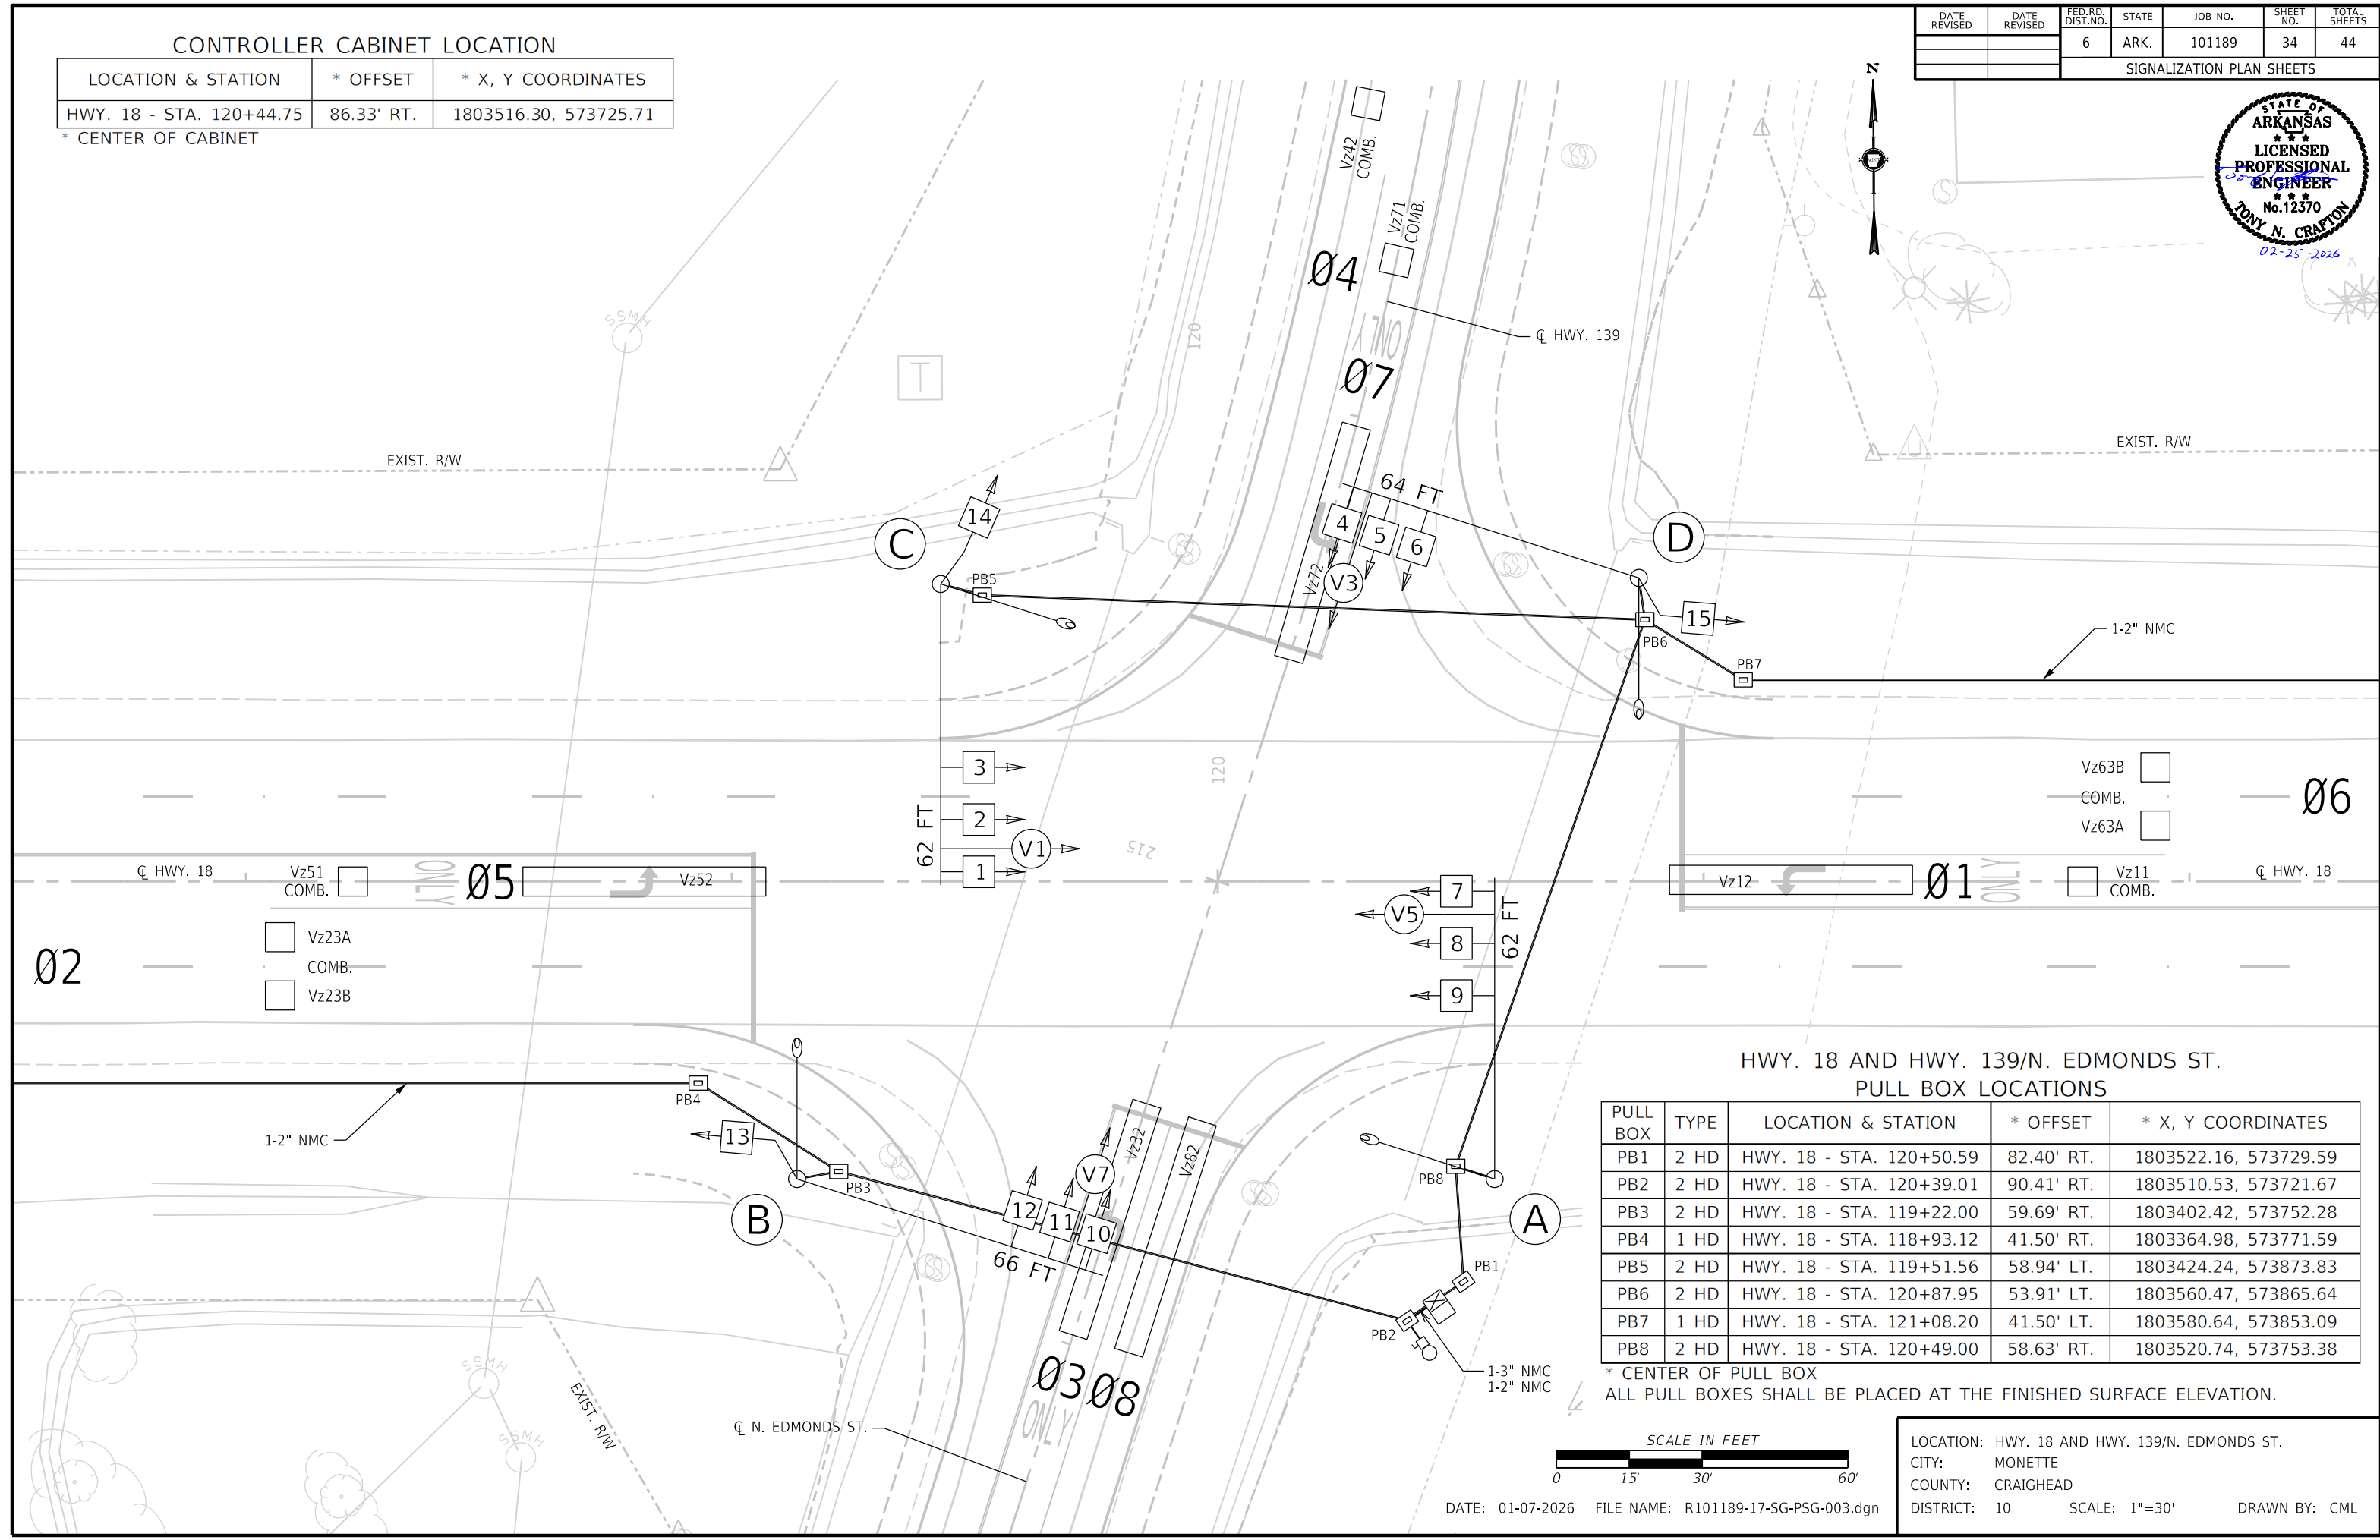 CONTROLLER CABINET LOCATION
LOCATION & STATION * OFFSET * X, Y COORDINATES
HWY. 18 - STA. 120+44.75 86.33' RT. 1803516.30, 573725.71
* CENTER OF CABINET
DATE REVISED DATE REVISED FED.RD. DIST.NO. STATE JOB NO. SHEET NO. TOTAL SHEETS
6 ARK. 101189 34 44
SIGNALIZATION PLAN SHEETS
N
STATE OF
ARKANSAS
LICENSED
PROFESSIONAL
ENGINEER
No.12370
TONY N. CRAFTON
02-25-2026
Vz42
COMB.
Vz71
COMB.
Ø4
℄ HWY. 139
ONLY
Ø7
120
SSMH
T
EXIST. R/W
EXIST. R/W
64 FT
14
C
4
5
6
D
V3
Vz72
PB5
15
PB6
PB7
1-2" NMC
3
2
V1
1
62 FT
120
215
Vz63B
COMB.
Vz63A
Ø6
℄ HWY. 18
Vz51
COMB.
ONLY
Ø5
Vz52
Vz12
Ø1
ONLY
Vz11
COMB.
℄ HWY. 18
7
V5
8
9
62 FT
Ø2
Vz23A
COMB.
Vz23B
PB4
1-2" NMC
13
PB3
B
12
11
10
V7
Vz32
Vz82
66 FT
PB8
A
PB1
PB2
1-3" NMC
1-2" NMC
Ø3
Ø8
ONLY
℄ N. EDMONDS ST.
EXIST. R/W
SSMH
SSMH
HWY. 18 AND HWY. 139/N. EDMONDS ST.
PULL BOX LOCATIONS
PULL BOX TYPE LOCATION & STATION * OFFSET * X, Y COORDINATES
PB1 2 HD HWY. 18 - STA. 120+50.59 82.40' RT. 1803522.16, 573729.59
PB2 2 HD HWY. 18 - STA. 120+39.01 90.41' RT. 1803510.53, 573721.67
PB3 2 HD HWY. 18 - STA. 119+22.00 59.69' RT. 1803402.42, 573752.28
PB4 1 HD HWY. 18 - STA. 118+93.12 41.50' RT. 1803364.98, 573771.59
PB5 2 HD HWY. 18 - STA. 119+51.56 58.94' LT. 1803424.24, 573873.83
PB6 2 HD HWY. 18 - STA. 120+87.95 53.91' LT. 1803560.47, 573865.64
PB7 1 HD HWY. 18 - STA. 121+08.20 41.50' LT. 1803580.64, 573853.09
PB8 2 HD HWY. 18 - STA. 120+49.00 58.63' RT. 1803520.74, 573753.38
* CENTER OF PULL BOX
ALL PULL BOXES SHALL BE PLACED AT THE FINISHED SURFACE ELEVATION.
SCALE IN FEET
0 15' 30' 60'
DATE: 01-07-2026 FILE NAME: R101189-17-SG-PSG-003.dgn
LOCATION: HWY. 18 AND HWY. 139/N. EDMONDS ST.
CITY: MONETTE
COUNTY: CRAIGHEAD
DISTRICT: 10 SCALE: 1"=30' DRAWN BY: CML